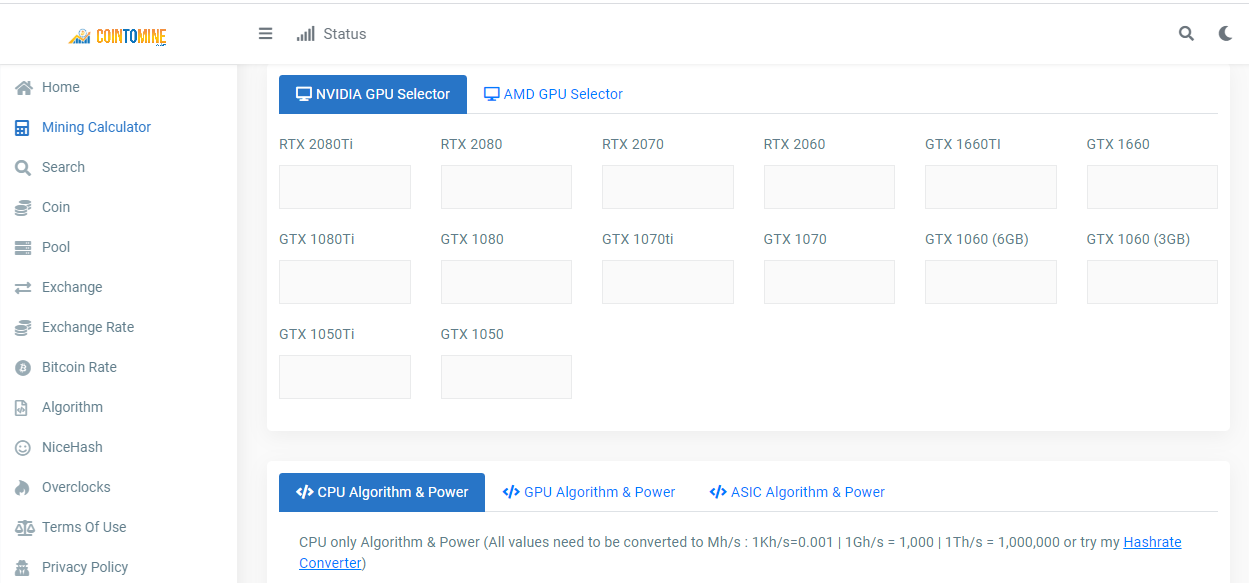 COINTOMINE
Status
Home
Mining Calculator
Search
Coin
Pool
Exchange
Exchange Rate
Bitcoin Rate
Algorithm
NiceHash
Overclocks
Terms Of Use
Privacy Policy
NVIDIA GPU Selector AMD GPU Selector
RTX 2080Ti RTX 2080 RTX 2070 RTX 2060 GTX 1660TI GTX 1660
GTX 1080Ti GTX 1080 GTX 1070ti GTX 1070 GTX 1060 (6GB) GTX 1060 (3GB)
GTX 1050Ti GTX 1050
CPU Algorithm & Power GPU Algorithm & Power ASIC Algorithm & Power
CPU only Algorithm & Power (All values need to be converted to Mh/s : 1Kh/s=0.001 | 1Gh/s = 1,000 | 1Th/s = 1,000,000 or try my Hashrate
Converter)